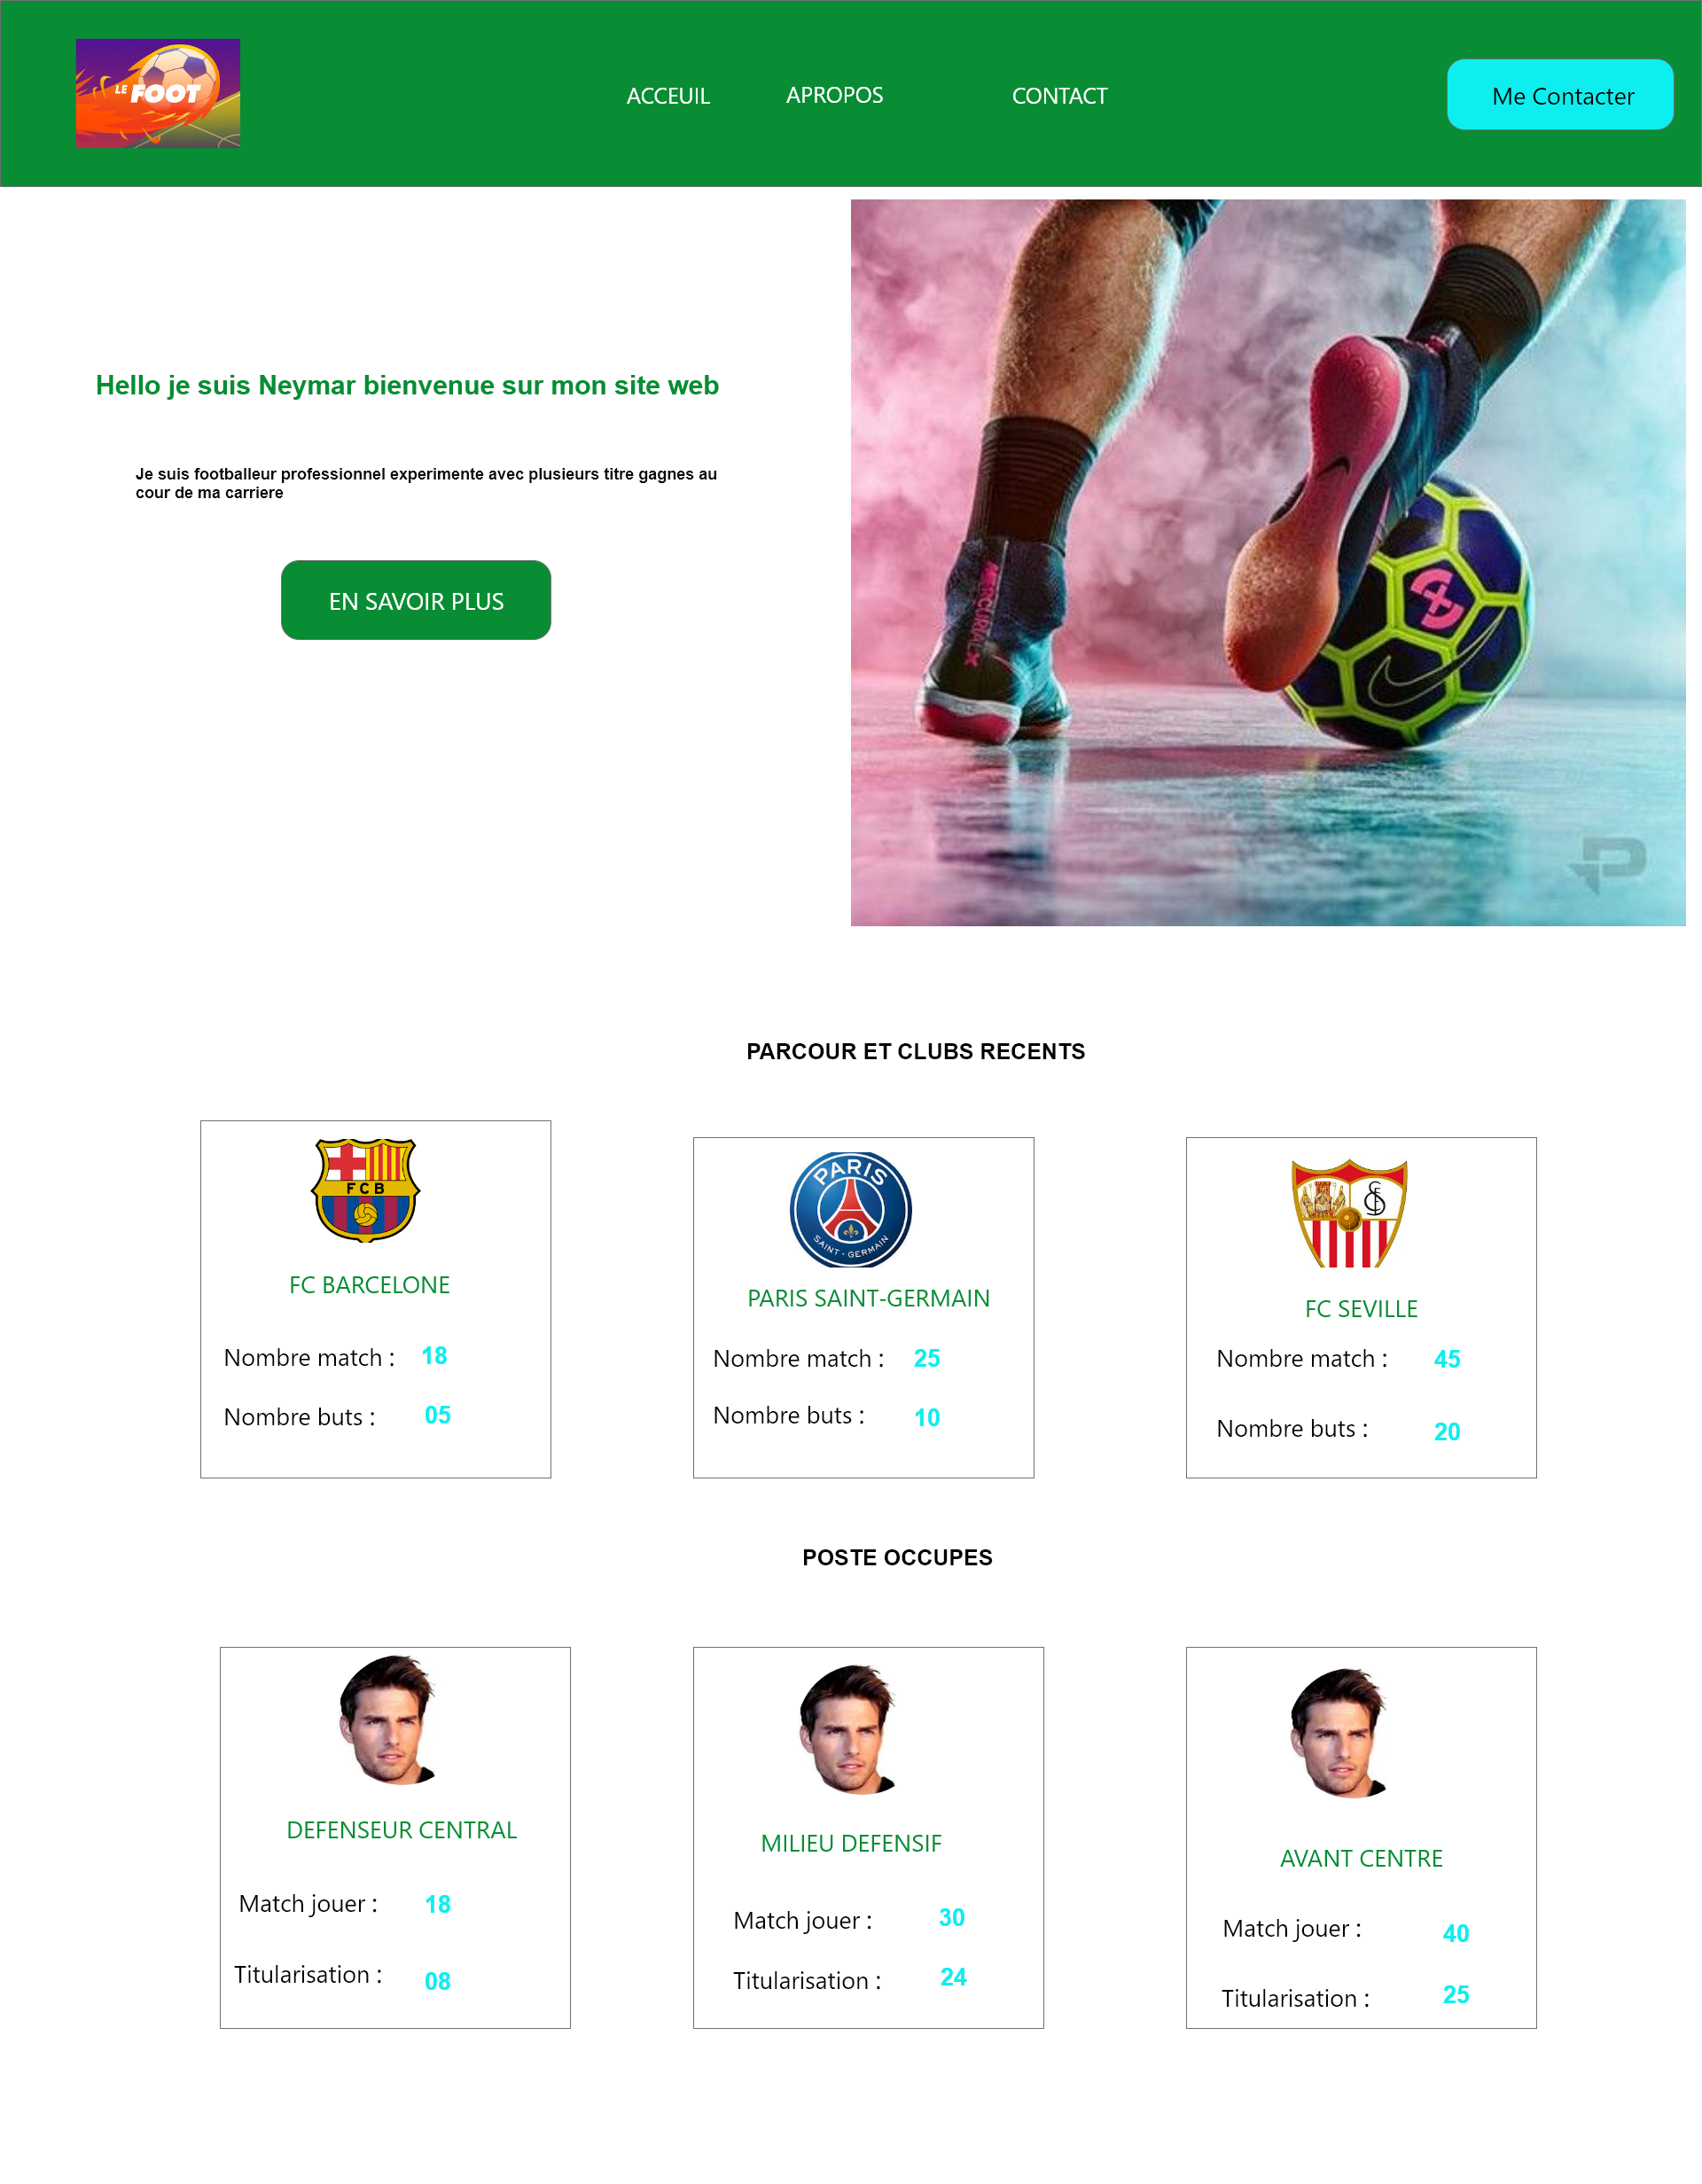 LE FOOT
ACCEUIL
APROPOS
CONTACT
Me Contacter
Hello je suis Neymar bienvenue sur mon site web
Je suis footballeur professionnel experimente avec plusieurs titre gagnes au
cour de ma carriere
EN SAVOIR PLUS
MERCURIALX
PARCOUR ET CLUBS RECENTS
FCB
FC BARCELONE
Nombre match : 18
Nombre buts : 05
PARIS
SAINT-GERMAIN
PARIS SAINT-GERMAIN
Nombre match : 25
Nombre buts : 10
FC SEVILLE
Nombre match : 45
Nombre buts : 20
POSTE OCCUPES
DEFENSEUR CENTRAL
Match jouer : 18
Titularisation : 08
MILIEU DEFENSIF
Match jouer : 30
Titularisation : 24
AVANT CENTRE
Match jouer : 40
Titularisation : 25